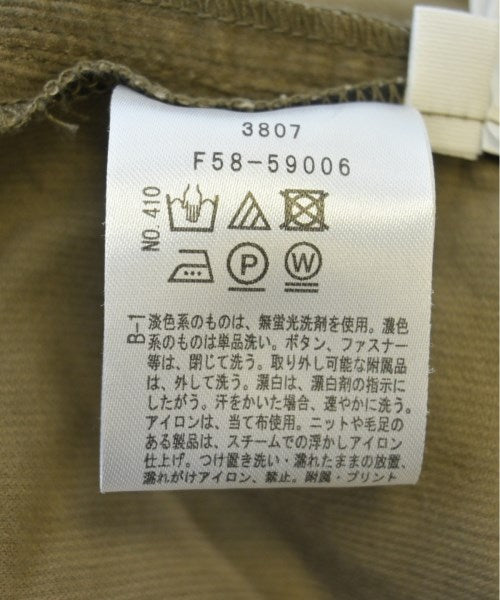 3807
F58-59006
NO.410
P
W
B-1
淡色系のものは、無蛍光洗剤を使用。濃色
系のものは単品洗い。ボタン、ファスナー
等は、閉じて洗う。取り外し可能な附属品
は、外して洗う。漂白は、漂白剤の指示に
したがう。汗をかいた場合、速やかに洗う。
アイロンは、当て布使用。ニットや毛足の
ある製品は、スチームでの浮かしアイロン
仕上げ。つけ置き洗い・濡れたままの放置、
濡れがけアイロン、禁止。附属・プリント